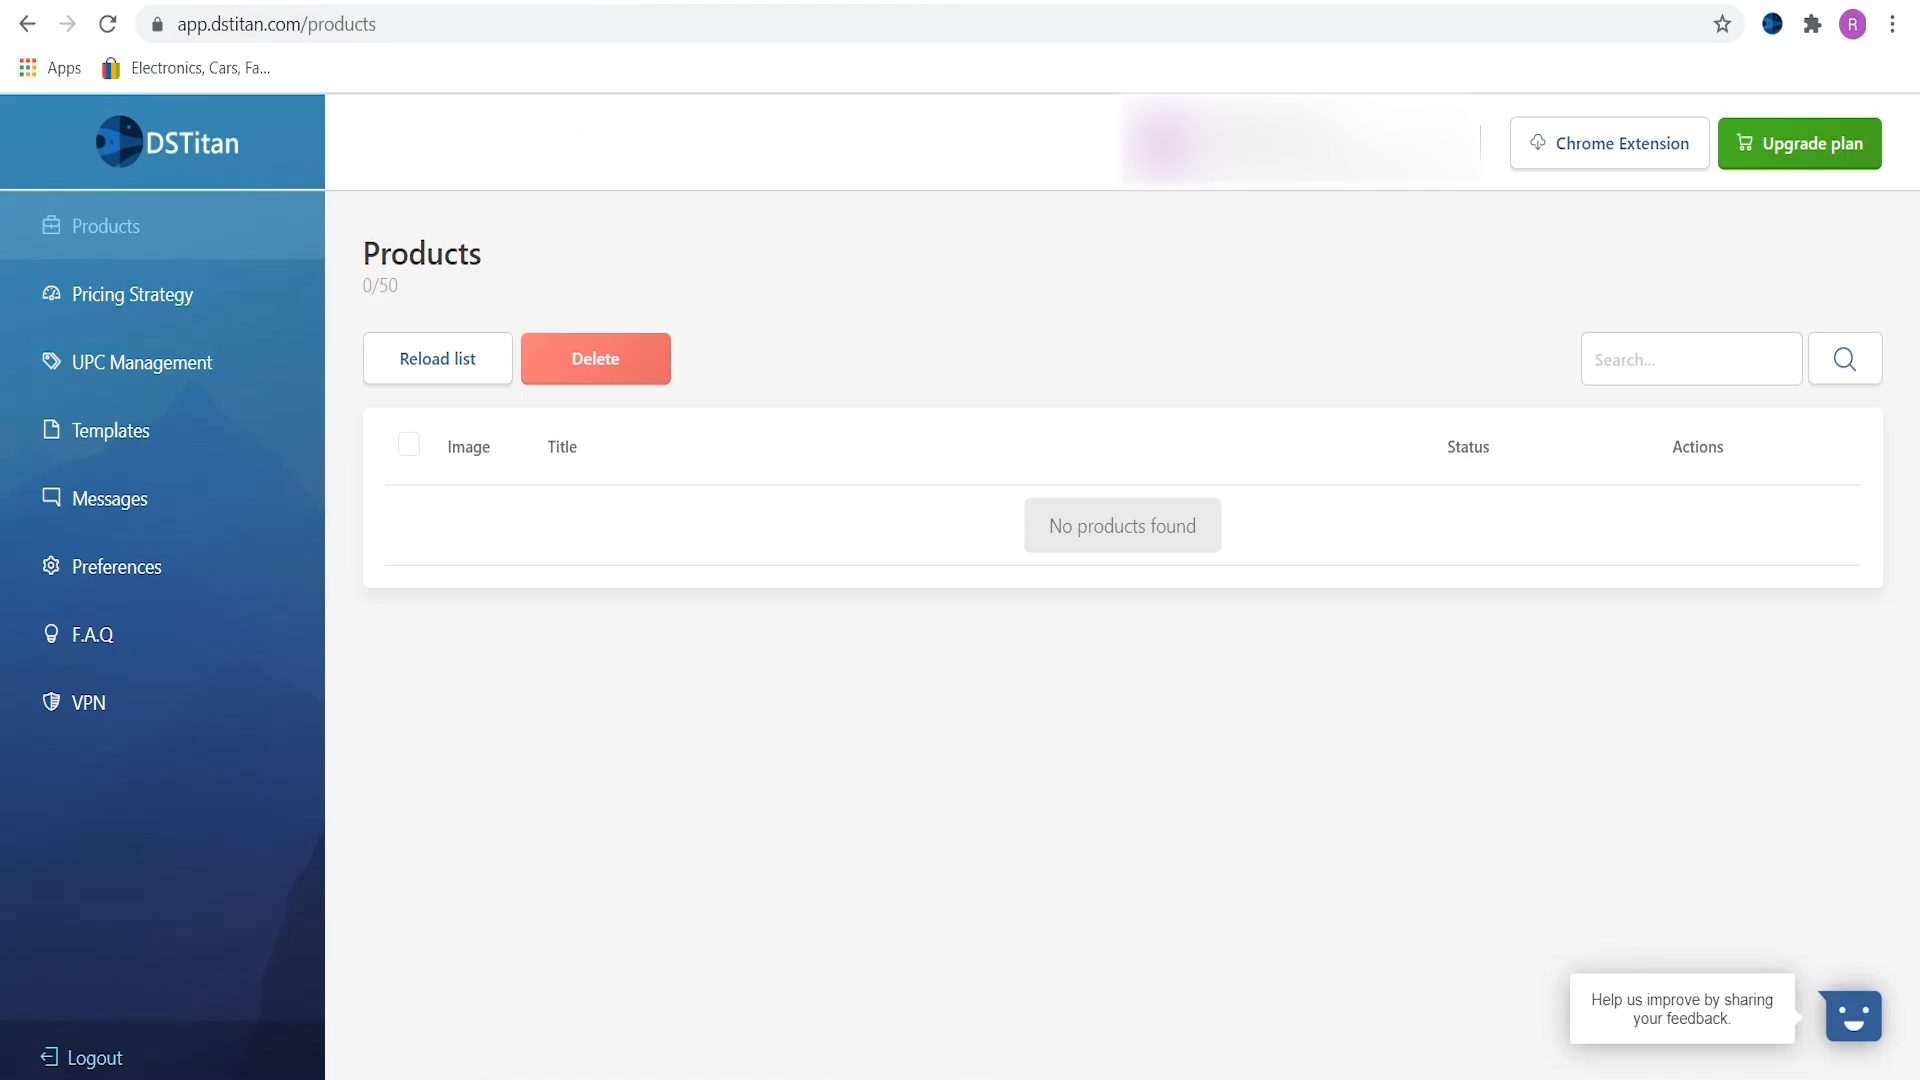 app.dstitan.com/products
R
Apps
Electronics, Cars, Fa...
DSTitan
Chrome Extension
Upgrade plan
Products
Pricing Strategy
UPC Management
Templates
Messages
Preferences
F.A.Q
VPN
Logout
Products
0/50
Reload list
Delete
Search...
Image
Title
Status
Actions
No products found
Help us improve by sharing
your feedback.